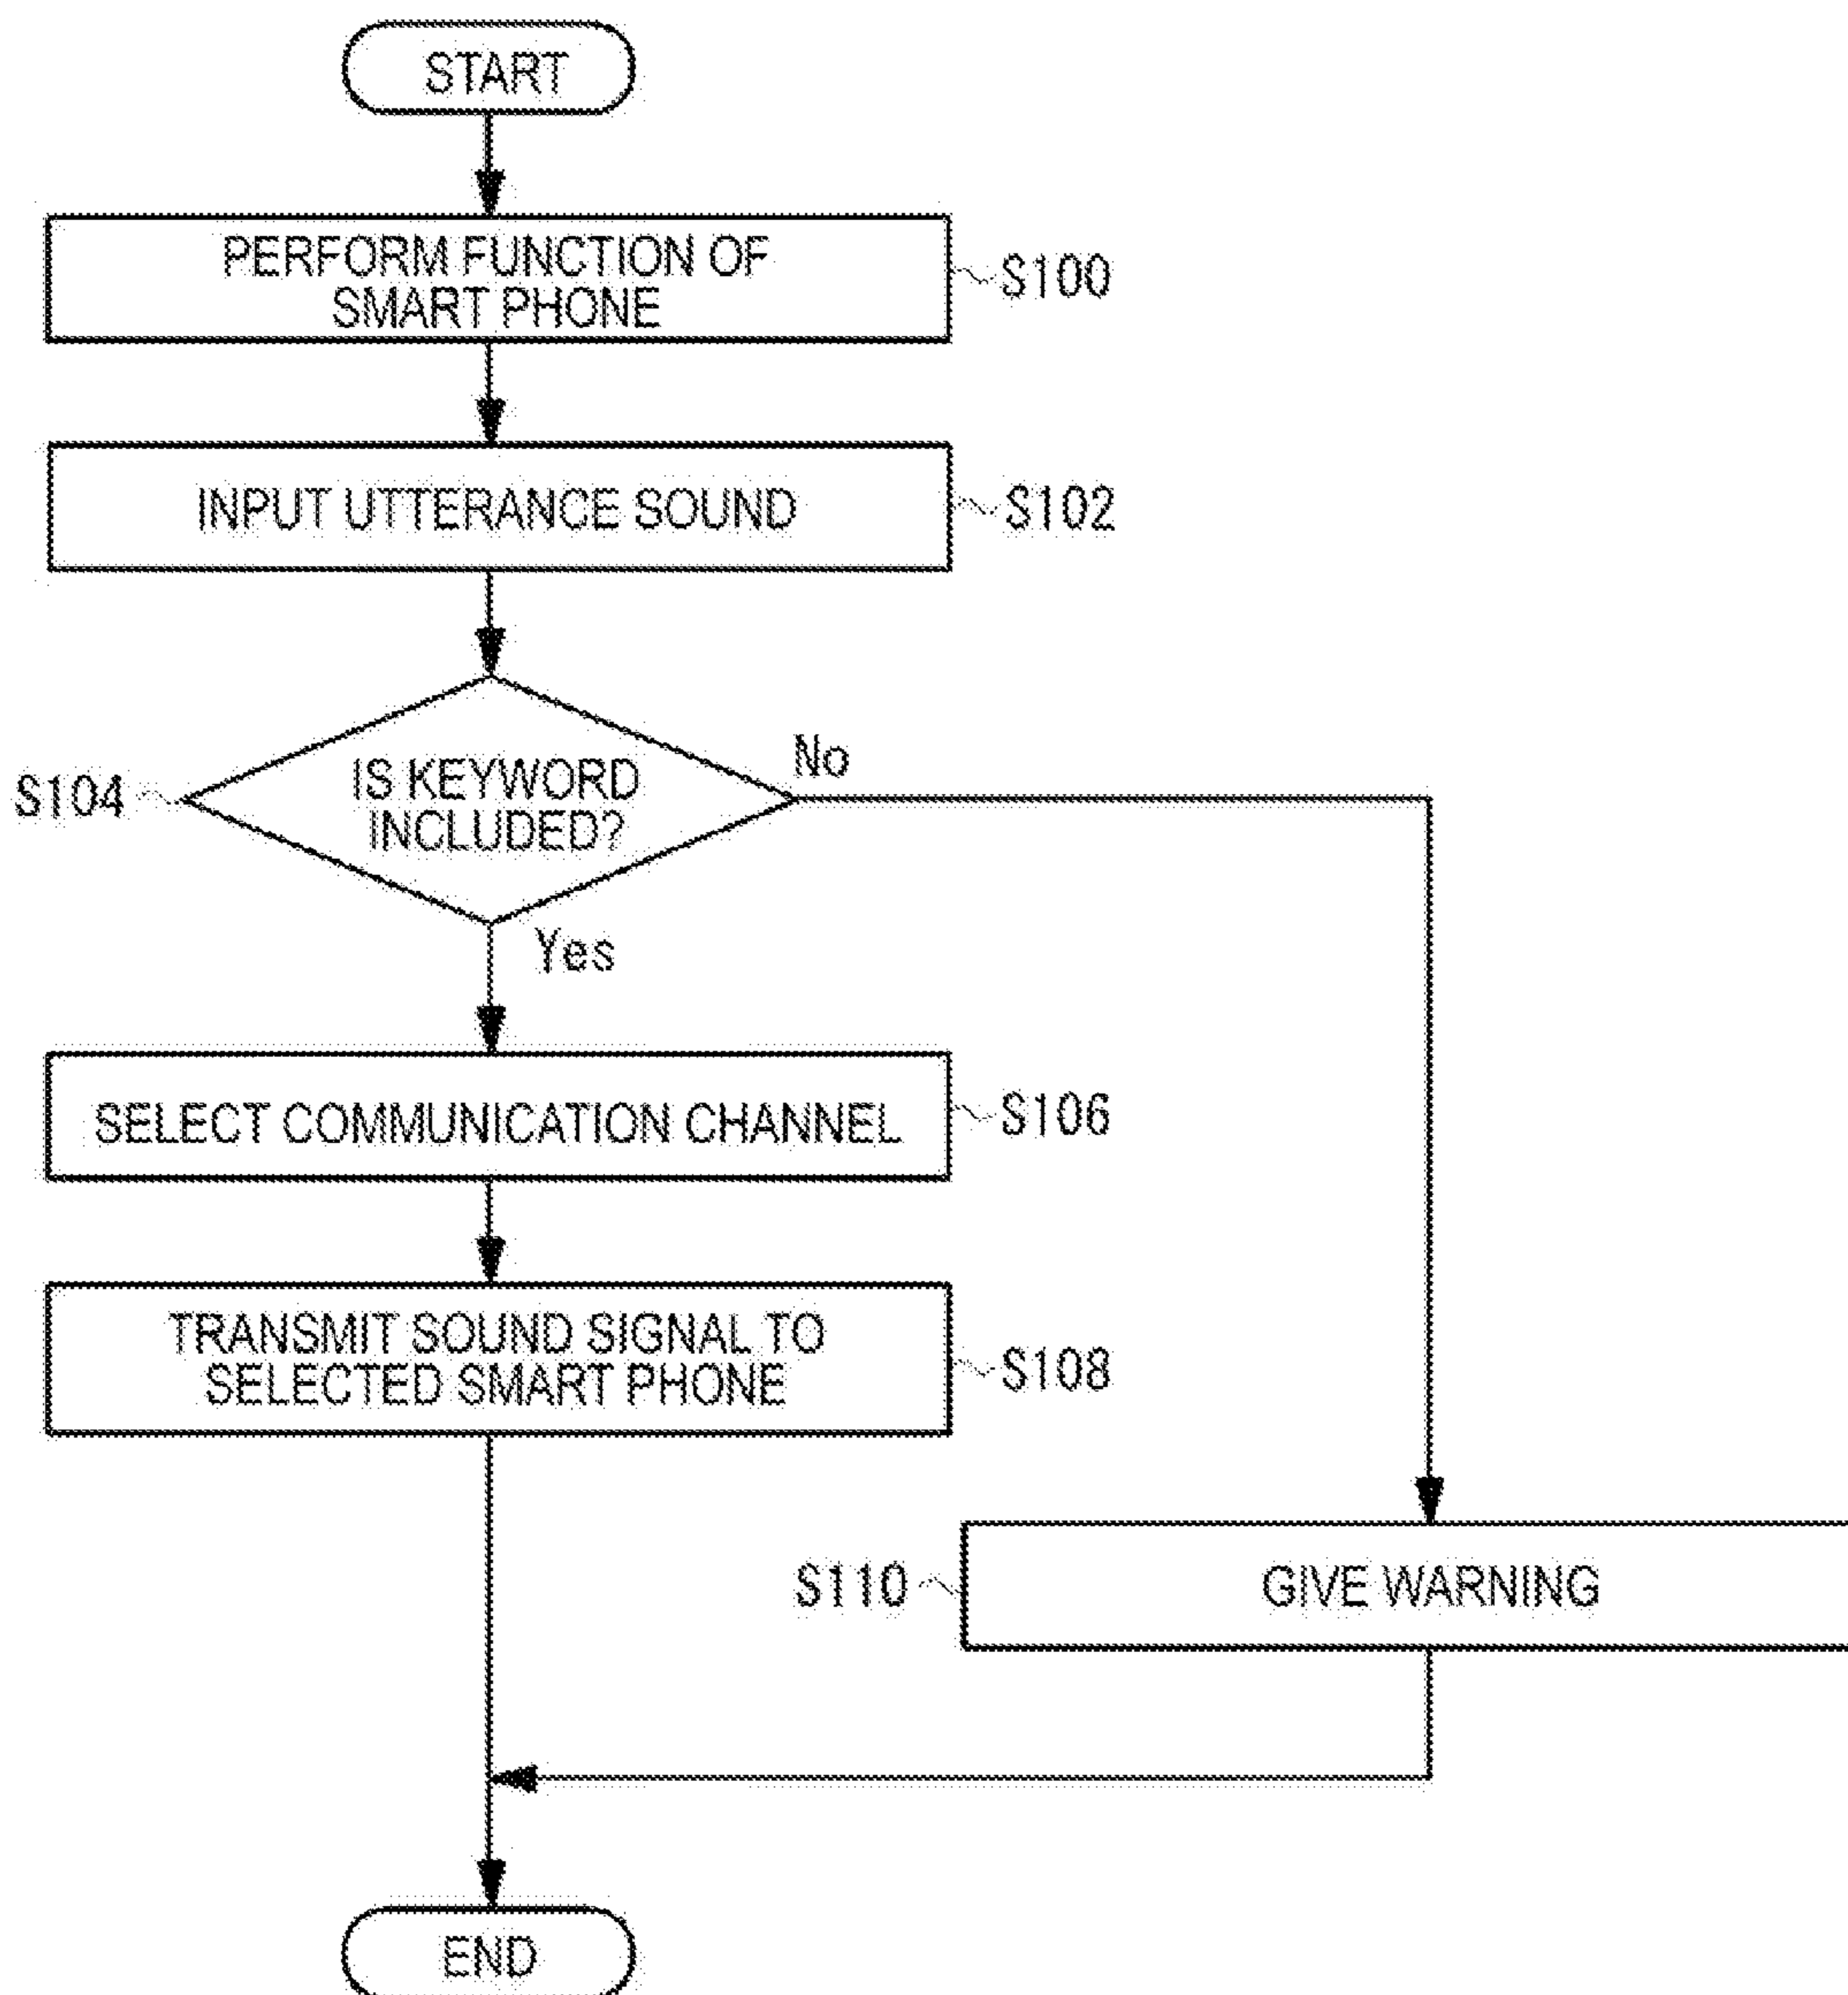 START
PERFORM FUNCTION OF
SMART PHONE
S100
INPUT UTTERANCE SOUND
S102
S104
IS KEYWORD
INCLUDED?
No
Yes
SELECT COMMUNICATION CHANNEL
S106
TRANSMIT SOUND SIGNAL TO
SELECTED SMART PHONE
S108
S110
GIVE WARNING
END